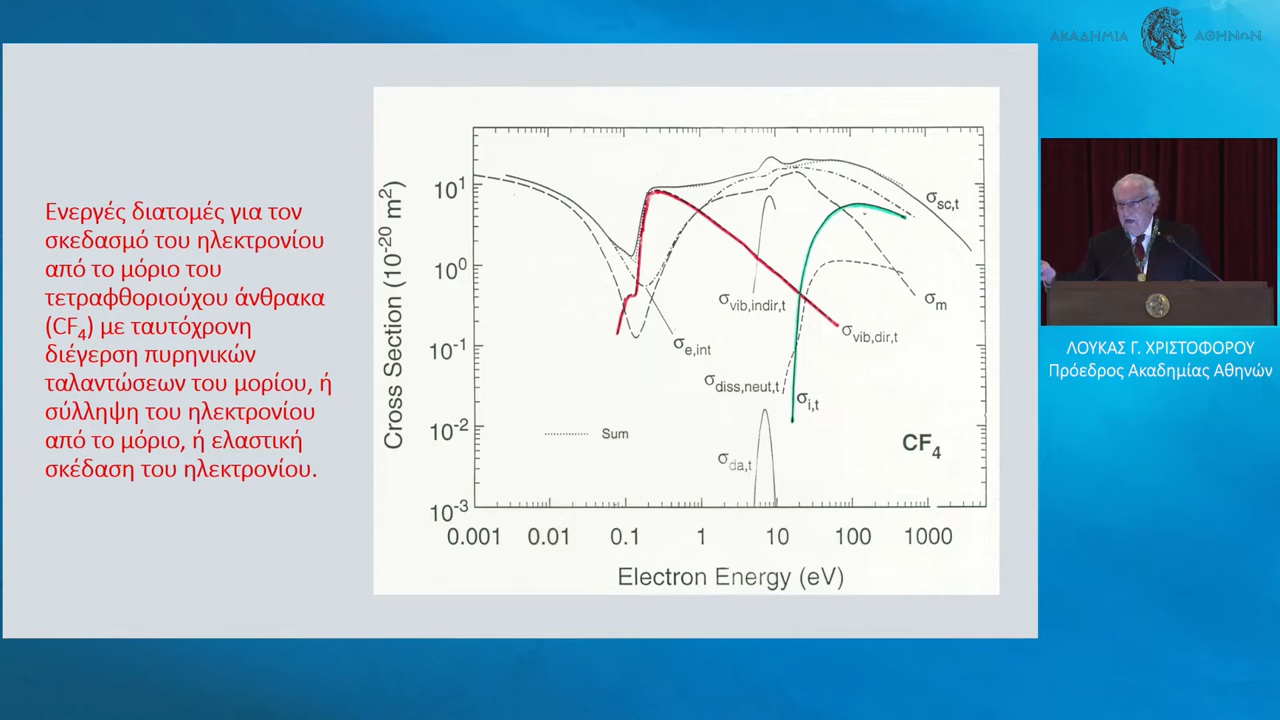 ΑΚΑΔΗΜΙΑ ΑΘΗΝΩΝ
Ενεργές διατομές για τον
σκεδασμό του ηλεκτρονίου
από το μόριο του
τετραφθοριούχου άνθρακα
(CF₄) με ταυτόχρονη
διέγερση πυρηνικών
ταλαντώσεων του μορίου, ή
σύλληψη του ηλεκτρονίου
από το μόριο, ή ελαστική
σκέδαση του ηλεκτρονίου.
Cross Section (10⁻²⁰ m²)
10¹
10⁰
10⁻¹
10⁻²
10⁻³
σsc,t
σm
σvib,indir,t
σvib,dir,t
σe,int
σdiss,neut,t
σi,t
σda,t
Sum
CF₄
0.001 0.01 0.1 1 10 100 1000
Electron Energy (eV)
ΛΟΥΚΑΣ Γ. ΧΡΙΣΤΟΦΟΡΟΥ
Πρόεδρος Ακαδημίας Αθηνών